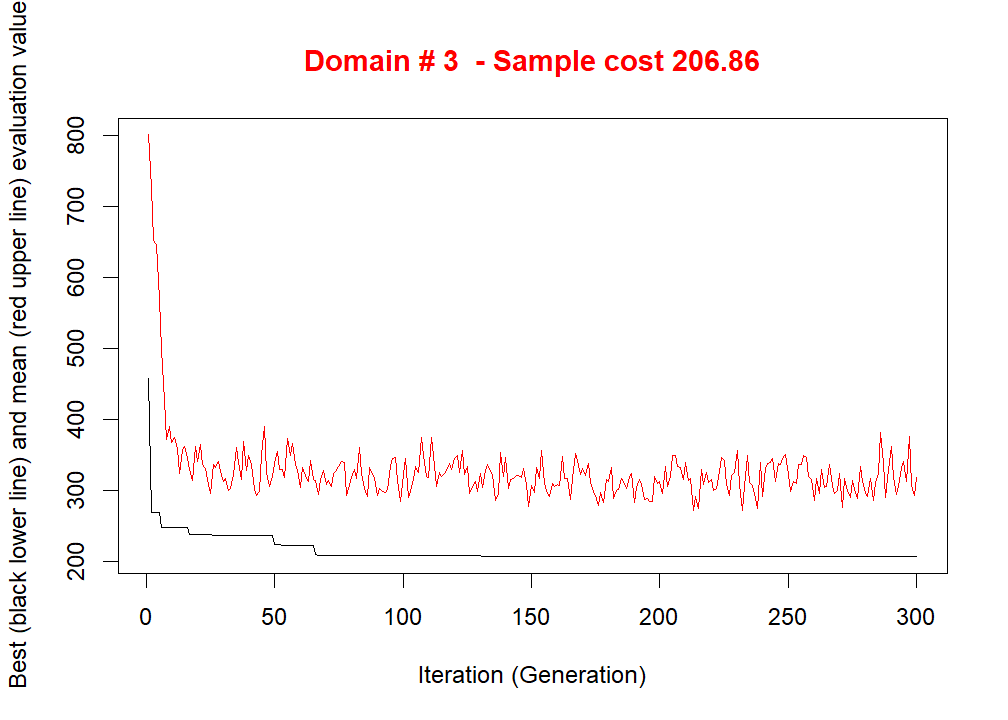 Domain # 3  - Sample cost 206.86
Best (black lower line) and mean (red upper line) evaluation value
800
700
600
500
400
300
200
0 50 100 150 200 250 300
Iteration (Generation)